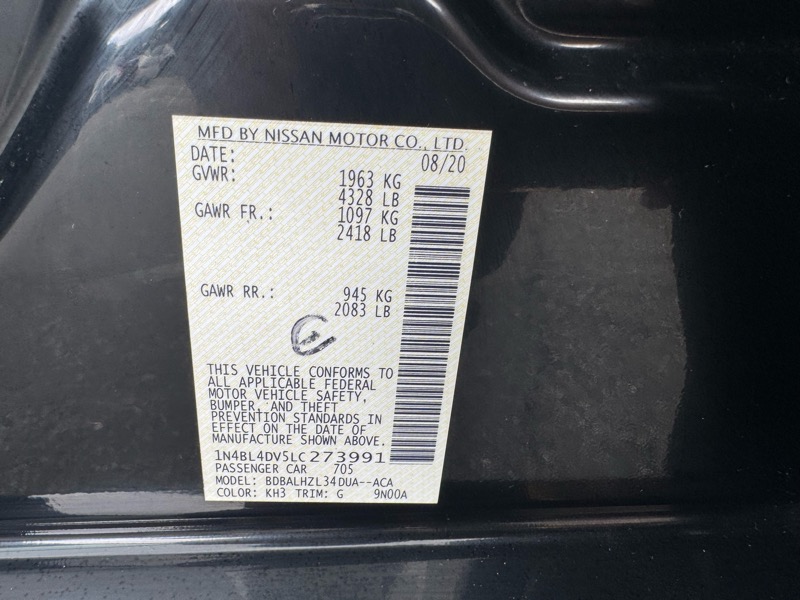 MFD BY NISSAN MOTOR CO., LTD.
DATE: 08/20
GVWR: 1963 KG
4328 LB
GAWR FR.: 1097 KG
2418 LB
GAWR RR.: 945 KG
2083 LB
THIS VEHICLE CONFORMS TO
ALL APPLICABLE FEDERAL
MOTOR VEHICLE SAFETY,
BUMPER, AND THEFT
PREVENTION STANDARDS IN
EFFECT ON THE DATE OF
MANUFACTURE SHOWN ABOVE.
1N4BL4DV5LC273991
PASSENGER CAR 705
MODEL: BDBALHZL34DUA--ACA
COLOR: KH3 TRIM: G 9N00A